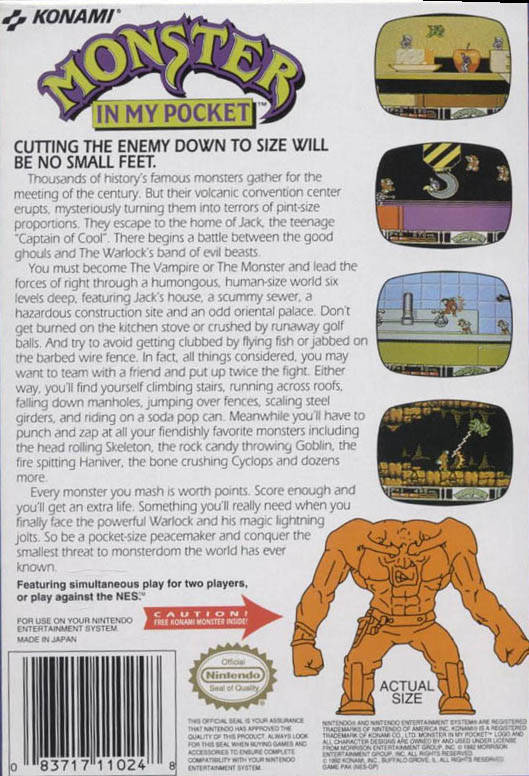 KONAMI®
MONSTER
IN MY POCKET™
CUTTING THE ENEMY DOWN TO SIZE WILL
BE NO SMALL FEET.
Thousands of history's famous monsters gather for the
meeting of the century. But their volcanic convention center
erupts, mysteriously turning them into terrors of pint-size
proportions. They escape to the home of Jack, the teenage
"Captain of Cool". There begins a battle between the good
ghouls and The Warlock's band of evil beasts.
You must become The Vampire or The Monster and lead the
forces of right through a humongous, human-size world six
levels deep, featuring Jack's house, a scummy sewer, a
hazardous construction site and an odd oriental palace. Don't
get burned on the kitchen stove or crushed by runaway golf
balls. And try to avoid getting clubbed by flying fish or jabbed on
the barbed wire fence. In fact, all things considered, you may
want to team with a friend and put up twice the fight. Either
way, you'll find yourself climbing stairs, running across roofs,
falling down manholes, jumping over fences, scaling steel
girders, and riding on a soda pop can. Meanwhile you'll have to
punch and zap at all your fiendishly favorite monsters including
the head rolling Skeleton, the rock candy throwing Goblin, the
fire spitting Haniver, the bone crushing Cyclops and dozens
more.
Every monster you mash is worth points. Score enough and
you'll get an extra life. Something you'll really need when you
finally face the powerful Warlock and his magic lightning
jolts. So be a pocket-size peacemaker and conquer the
smallest threat to monsterdom the world has ever
known.
Featuring simultaneous play for two players,
or play against the NES.™
FOR USE ON YOUR NINTENDO
ENTERTAINMENT SYSTEM.
MADE IN JAPAN
CAUTION!
FREE KONAMI MONSTER INSIDE!
Official
Nintendo
Seal of Quality
ACTUAL
SIZE
0 83717 11024 8
THIS OFFICIAL SEAL IS YOUR ASSURANCE
THAT NINTENDO HAS APPROVED THE
QUALITY OF THIS PRODUCT. ALWAYS LOOK
FOR THIS SEAL WHEN BUYING GAMES AND
ACCESSORIES TO ENSURE COMPLETE
COMPATIBILITY WITH YOUR NINTENDO
ENTERTAINMENT SYSTEM.
NINTENDO® AND NINTENDO ENTERTAINMENT SYSTEM® ARE REGISTERED
TRADEMARKS OF NINTENDO OF AMERICA INC. KONAMI® IS A REGISTERED
TRADEMARK OF KONAMI CO., LTD. MONSTER IN MY POCKET™ LOGO AND
ALL CHARACTER DESIGNS ARE OWNED BY AND USED UNDER LICENSE
FROM MORRISON ENTERTAINMENT GROUP, INC. © 1992 MORRISON
ENTERTAINMENT GROUP, INC. ALL RIGHTS RESERVED.
© 1992 KONAMI, INC., BUFFALO GROVE, IL. ALL RIGHTS RESERVED.
GAME PAK (NES-GP)